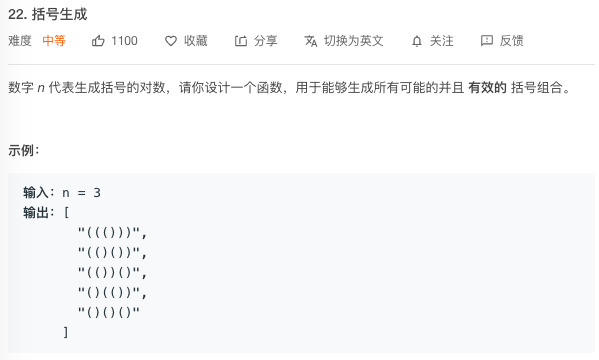 22. 括号生成
难度 中等 1100 收藏 分享 切换为英文 关注 反馈
数字 n 代表生成括号的对数，请你设计一个函数，用于能够生成所有可能的并且 有效的 括号组合。
示例：
输入：n = 3
输出：[
"((()))",
"(()())",
"(())()",
"()(())",
"()()()"
]